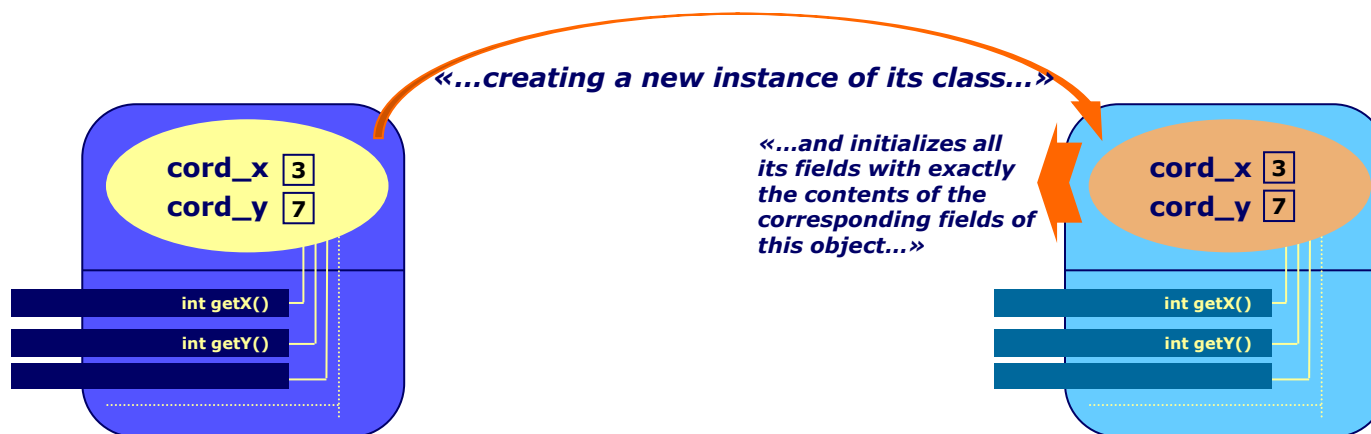 «...creating a new instance of its class...»
cord_x 3
cord_y 7
int getX()
int getY()
«...and initializes all
its fields with exactly
the contents of the
corresponding fields of
this object...»
cord_x 3
cord_y 7
int getX()
int getY()